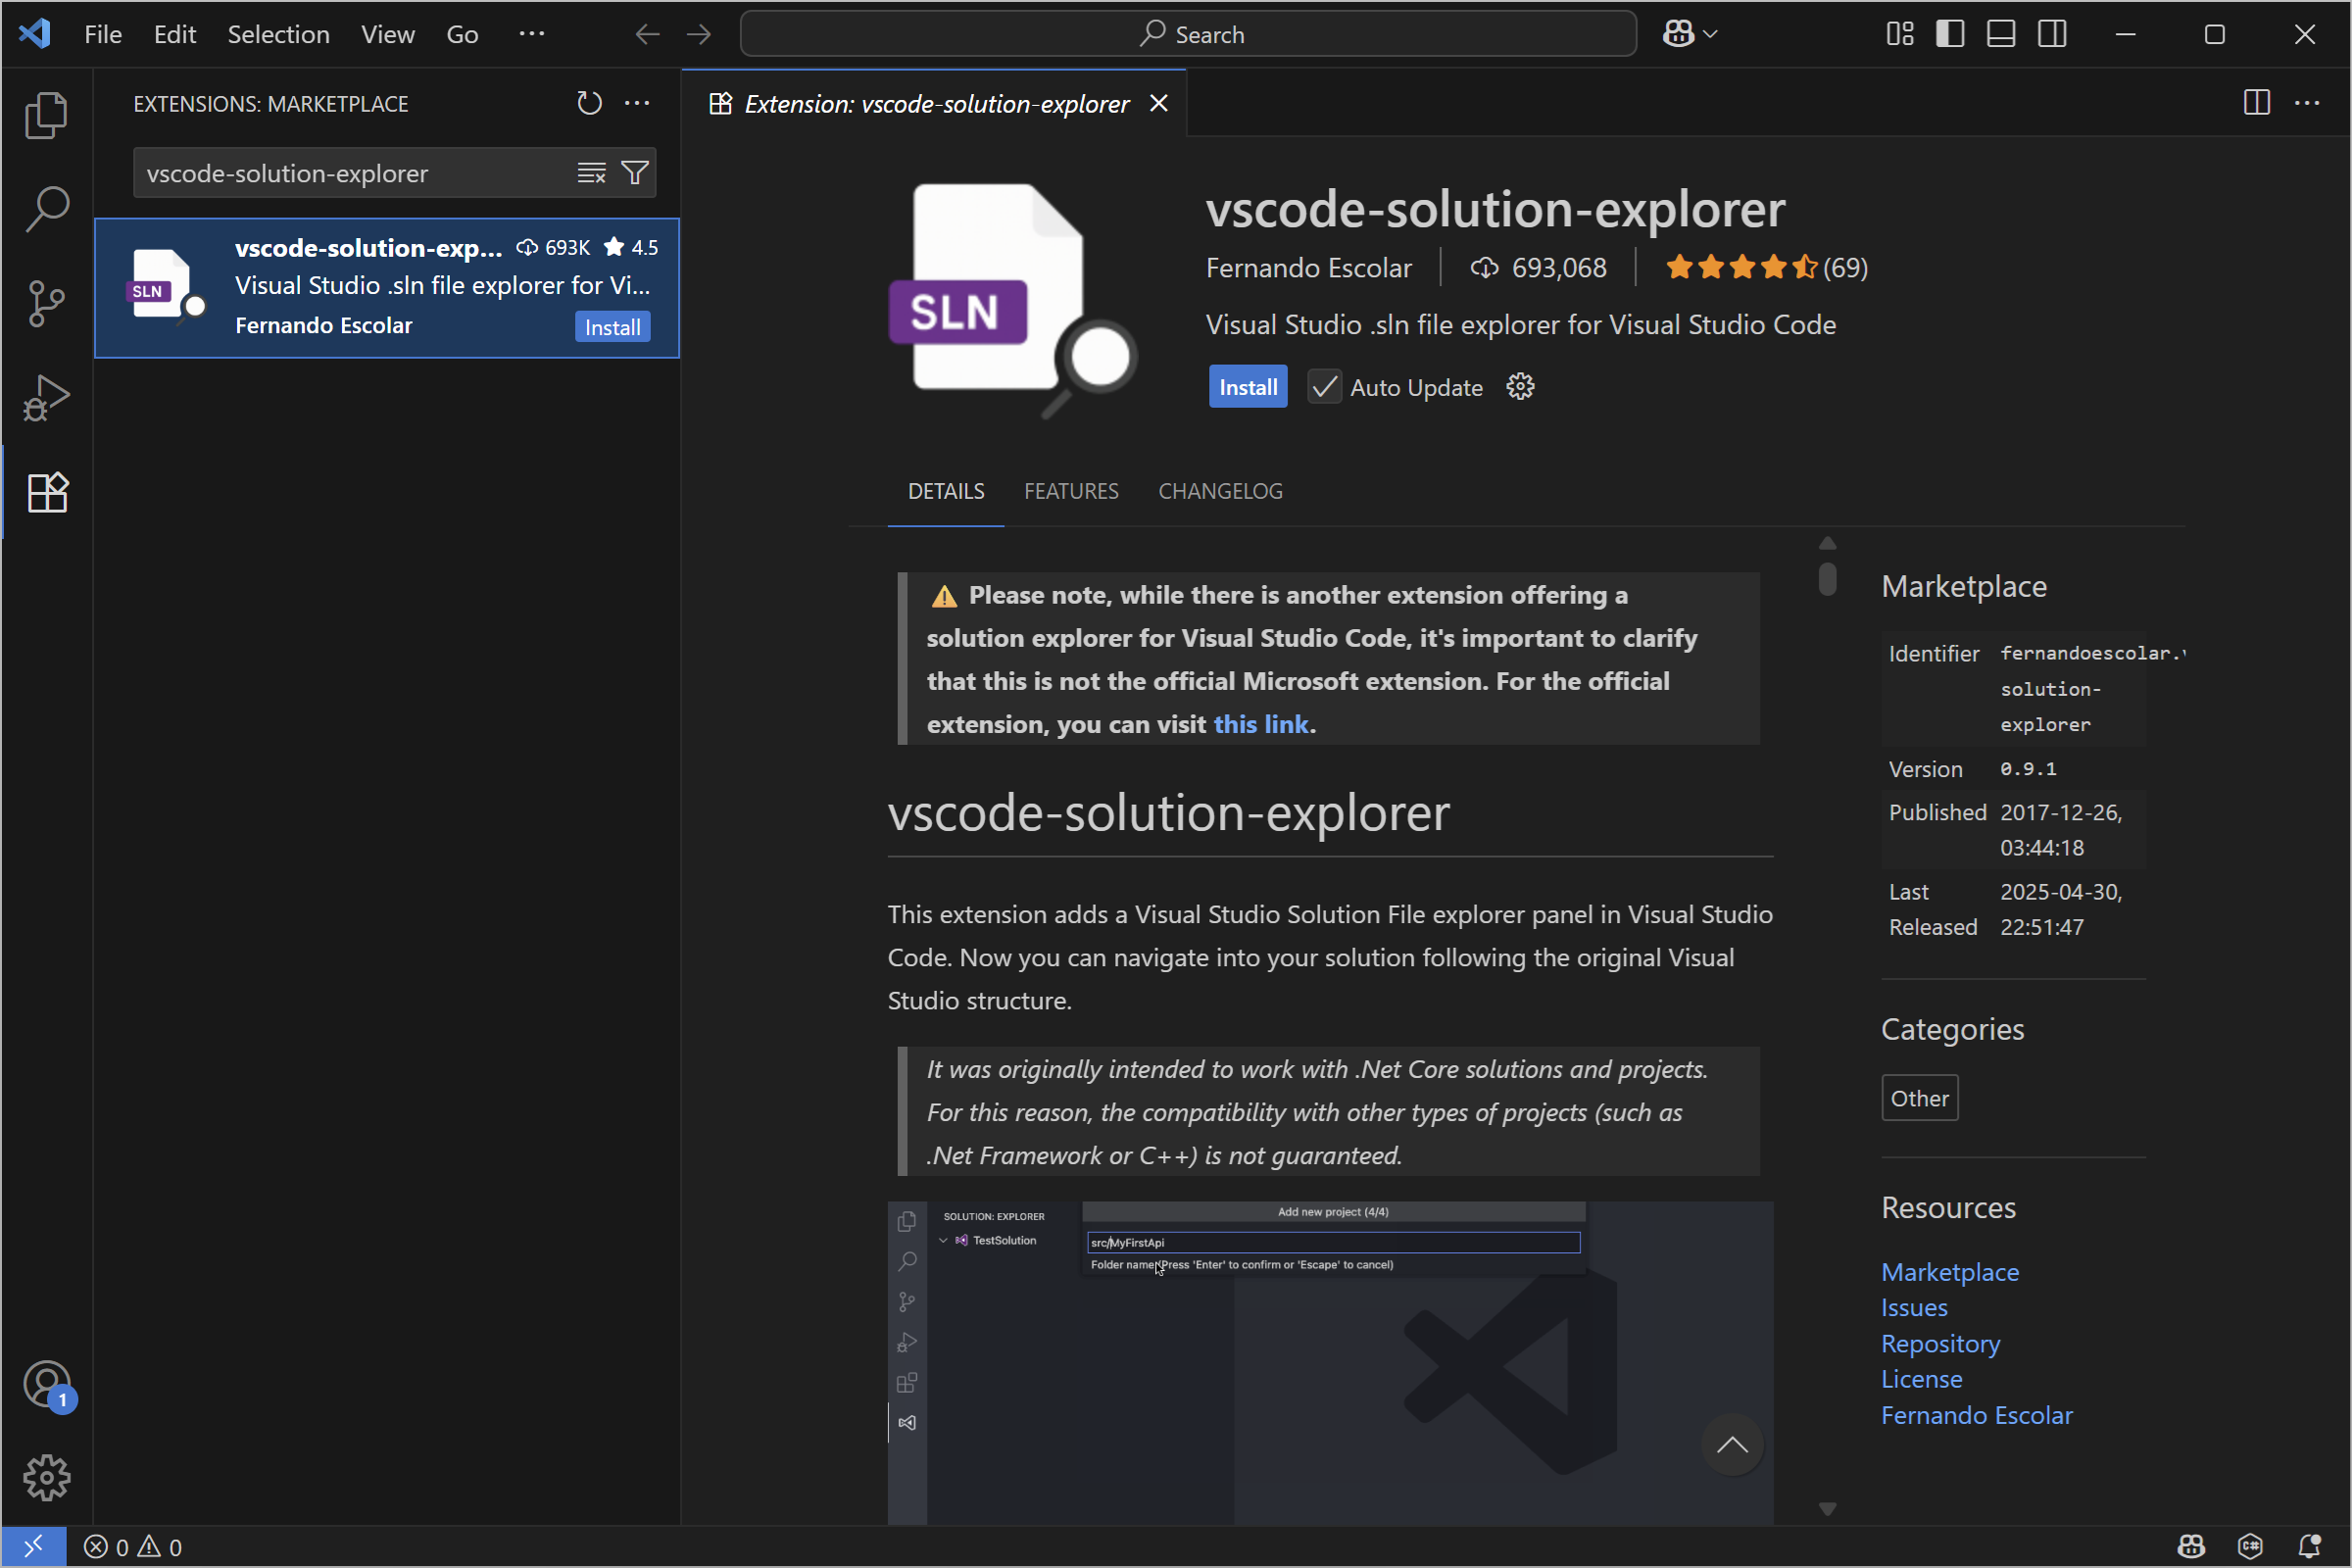 File Edit Selection View Go ··· Search
EXTENSIONS: MARKETPLACE
vscode-solution-explorer
vscode-solution-exp... 693K 4.5
Visual Studio .sln file explorer for Vi...
Fernando Escolar
Install
SLN
Extension: vscode-solution-explorer
SLN
vscode-solution-explorer
Fernando Escolar 693,068 (69)
Visual Studio .sln file explorer for Visual Studio Code
Install Auto Update
DETAILS FEATURES CHANGELOG
⚠ Please note, while there is another extension offering a
solution explorer for Visual Studio Code, it's important to clarify
that this is not the official Microsoft extension. For the official
extension, you can visit this link.
vscode-solution-explorer
This extension adds a Visual Studio Solution File explorer panel in Visual Studio
Code. Now you can navigate into your solution following the original Visual
Studio structure.
It was originally intended to work with .Net Core solutions and projects.
For this reason, the compatibility with other types of projects (such as
.Net Framework or C++) is not guaranteed.
SOLUTION: EXPLORER
TestSolution
Add new project (4/4)
src/MyFirstApi
Folder name (Press 'Enter' to confirm or 'Escape' to cancel)
Marketplace
Identifier fernandoescolar.
solution-
explorer
Version 0.9.1
Published 2017-12-26,
03:44:18
Last 2025-04-30,
Released 22:51:47
Categories
Other
Resources
Marketplace
Issues
Repository
License
Fernando Escolar
1
0 0
C#